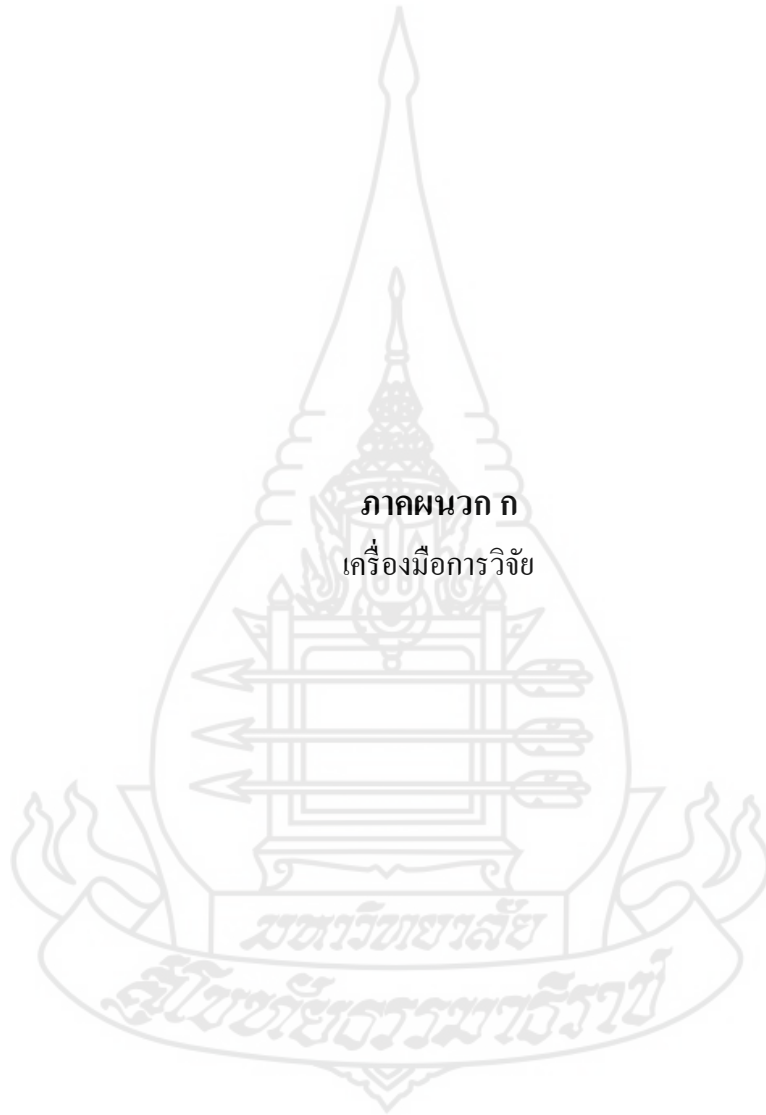 ภาคผนวก ก
เครื่องมือการวิจัย
มหาวิทยาลัย
สุโขทัยธรรมาธิราช